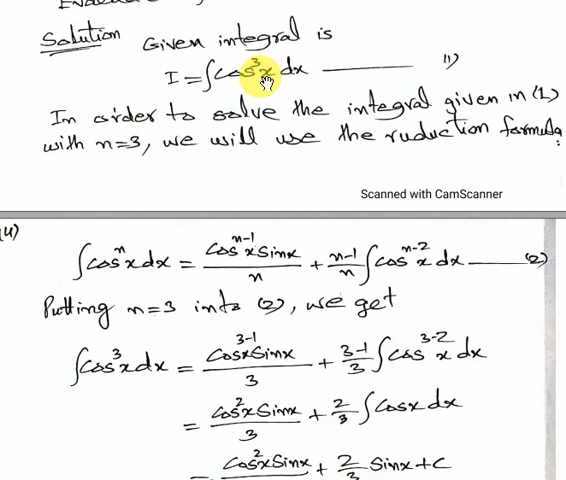 Solution Given integral is
I = ∫cos³x dx ——— (1)
In order to solve the integral given in (1)
with n=3, we will use the ruduction formula,
Scanned with CamScanner
(4)
∫cosⁿx dx = cosⁿ⁻¹x sinx / n + n-1/n ∫cosⁿ⁻²x dx ——— (2)
Putting n=3 into (2), we get
∫cos³x dx = cos³⁻¹x sinx / 3 + 3-1/3 ∫cos³⁻²x dx
= cos²x sinx / 3 + 2/3 ∫cosx dx
= cos²x sinx + 2/3 sinx + c